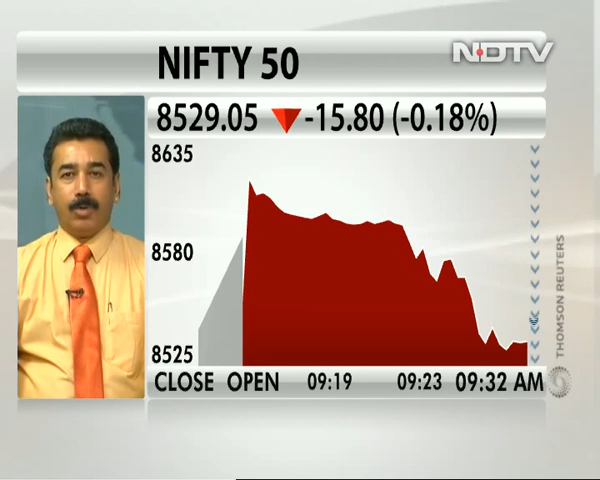 NDTV
NIFTY 50
8529.05 -15.80 (-0.18%)
8635
8580
8525
CLOSE OPEN 09:19 09:23 09:32 AM
THOMSON REUTERS